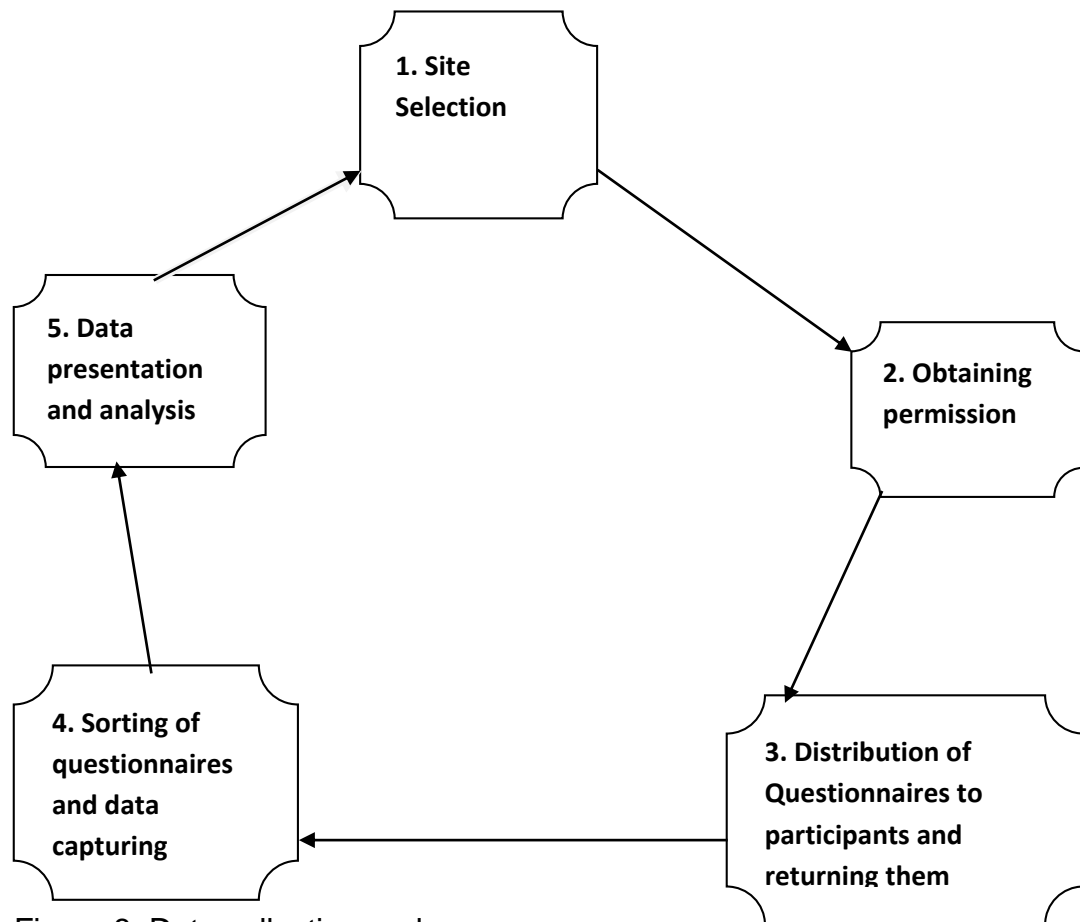 1. Site
Selection
2. Obtaining
permission
3. Distribution of
Questionnaires to
participants and
returning them
4. Sorting of
questionnaires
and data
capturing
5. Data
presentation
and analysis